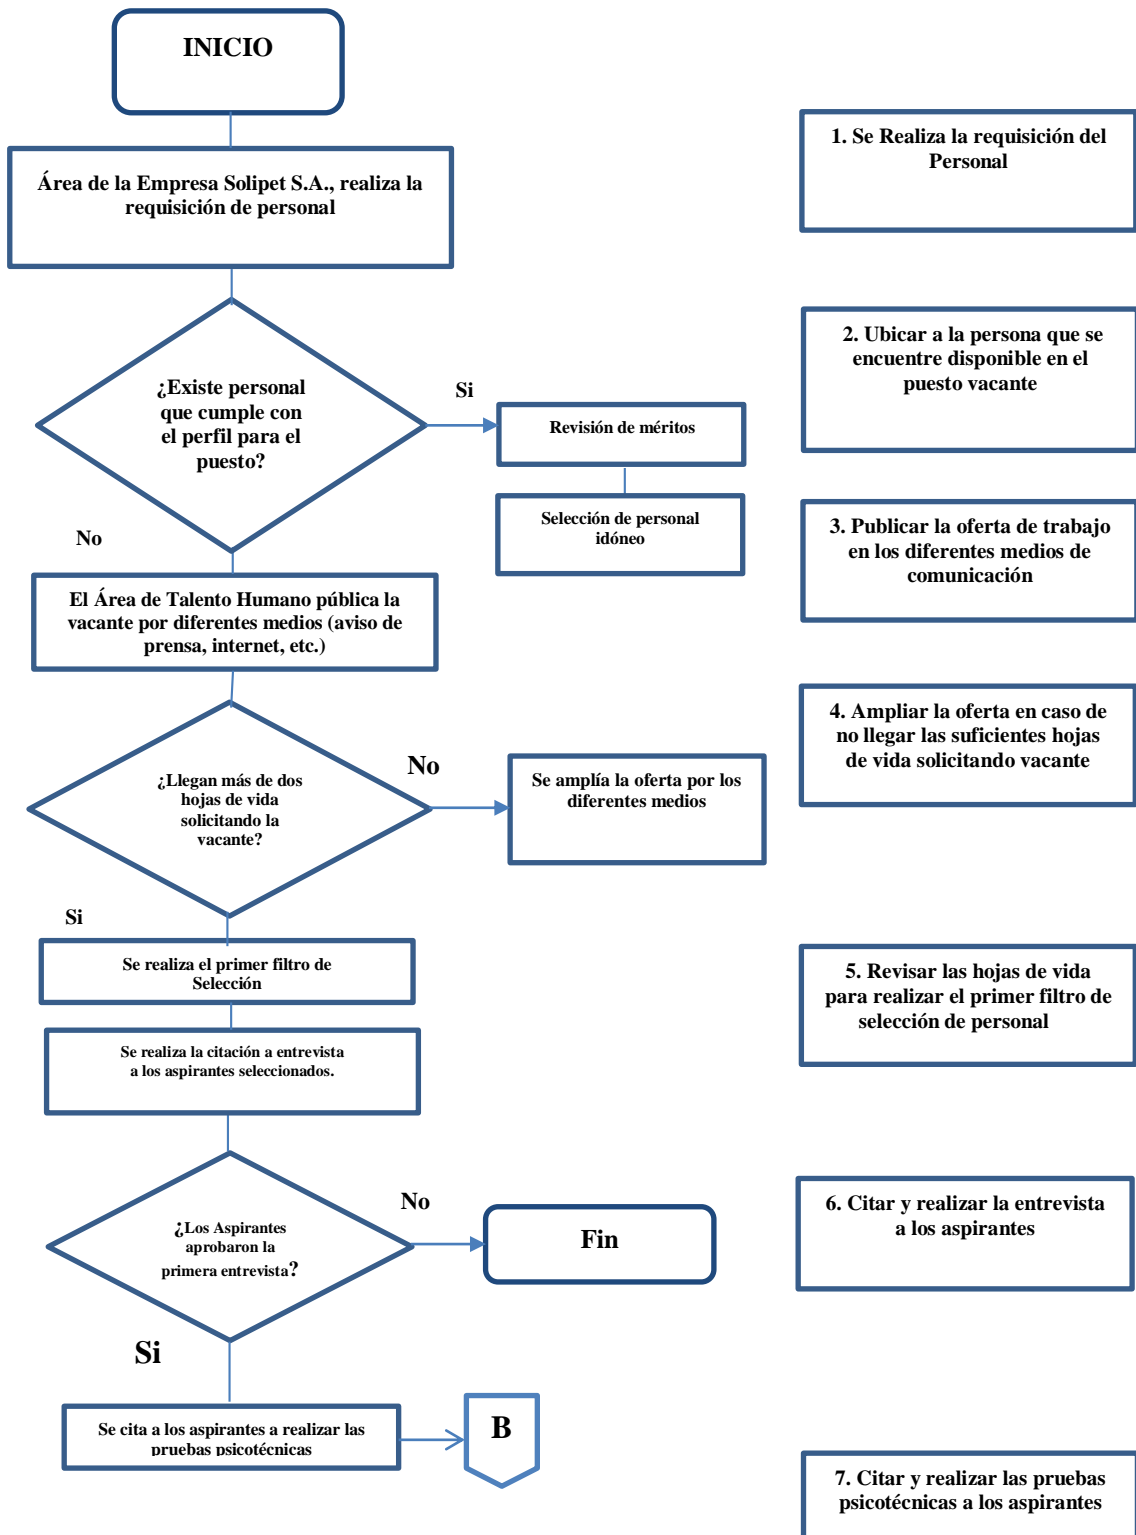 INICIO
1. Se Realiza la requisición del
Personal
Área de la Empresa Solipet S.A., realiza la
requisición de personal
2. Ubicar a la persona que se
encuentre disponible en el
puesto vacante
¿Existe personal
que cumple con
el perfil para el
puesto?
Si
Revisión de méritos
Selección de personal
idóneo
3. Publicar la oferta de trabajo
en los diferentes medios de
comunicación
No
El Área de Talento Humano pública la
vacante por diferentes medios (aviso de
prensa, internet, etc.)
4. Ampliar la oferta en caso de
no llegar las suficientes hojas
de vida solicitando vacante
¿Llegan más de dos
hojas de vida
solicitando la
vacante?
No
Se amplía la oferta por los
diferentes medios
Si
Se realiza el primer filtro de
Selección
5. Revisar las hojas de vida
para realizar el primer filtro de
selección de personal
Se realiza la citación a entrevista
a los aspirantes seleccionados.
¿Los Aspirantes
aprobaron la
primera entrevista?
No
Fin
6. Citar y realizar la entrevista
a los aspirantes
Si
Se cita a los aspirantes a realizar las
pruebas psicotécnicas
B
7. Citar y realizar las pruebas
psicotécnicas a los aspirantes